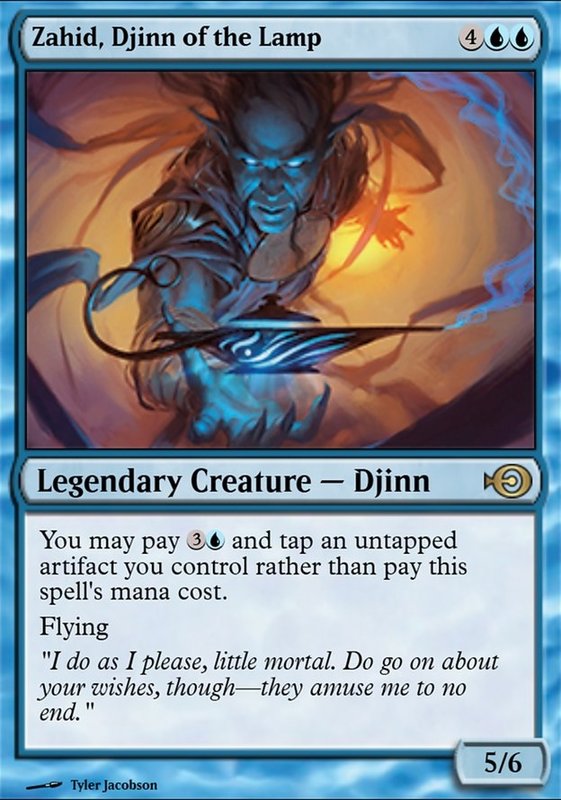 Zahid, Djinn of the Lamp 4
Legendary Creature — Djinn
You may pay 3 and tap an untapped
artifact you control rather than pay this
spell's mana cost.
Flying
"I do as I please, little mortal. Do go on about
your wishes, though—they amuse me to no
end."
5/6
Tyler Jacobson